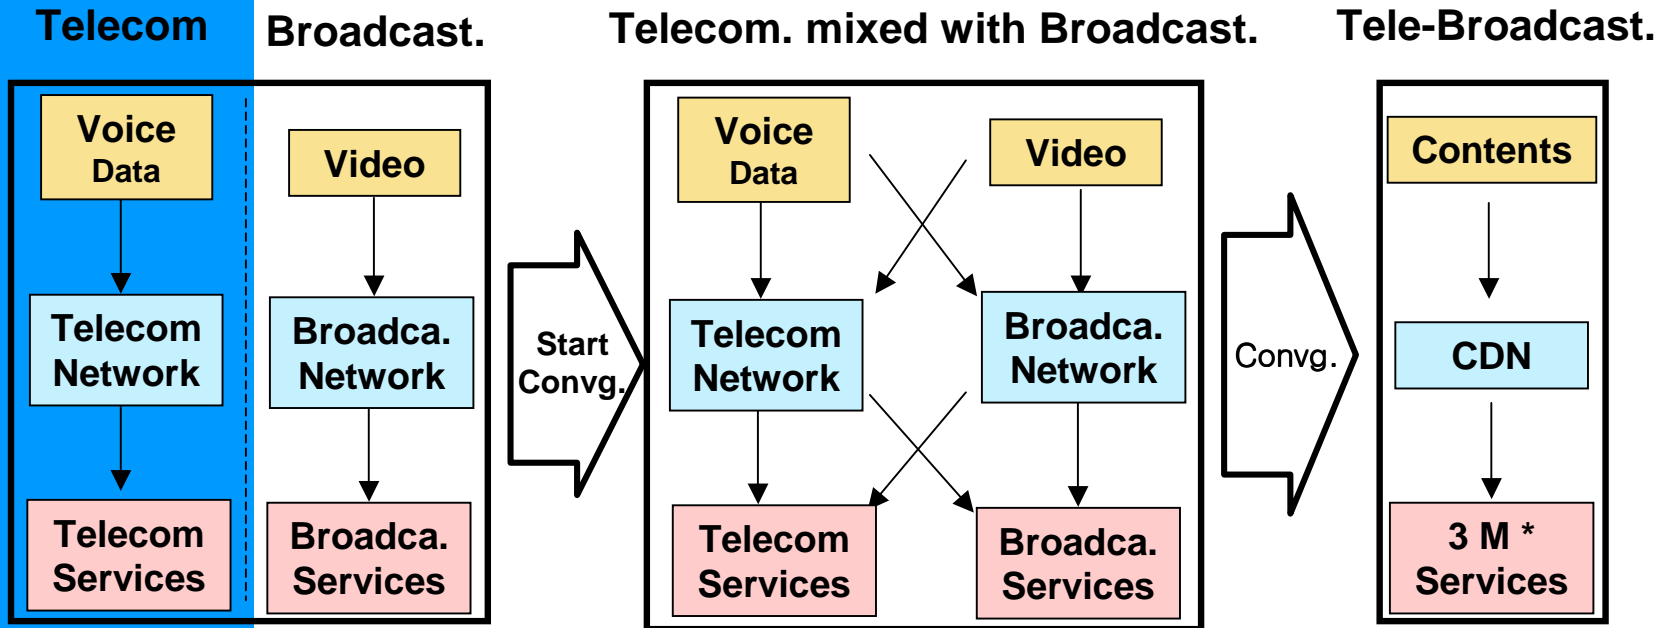 Telecom
Broadcast.
Telecom. mixed with Broadcast.
Tele-Broadcast.
Voice
Data
Video
Telecom
Network
Broadca.
Network
Telecom
Services
Broadca.
Services
Start
Convg.
Voice
Data
Video
Telecom
Network
Broadca.
Network
Telecom
Services
Broadca.
Services
Convg.
Contents
CDN
3 M *
Services